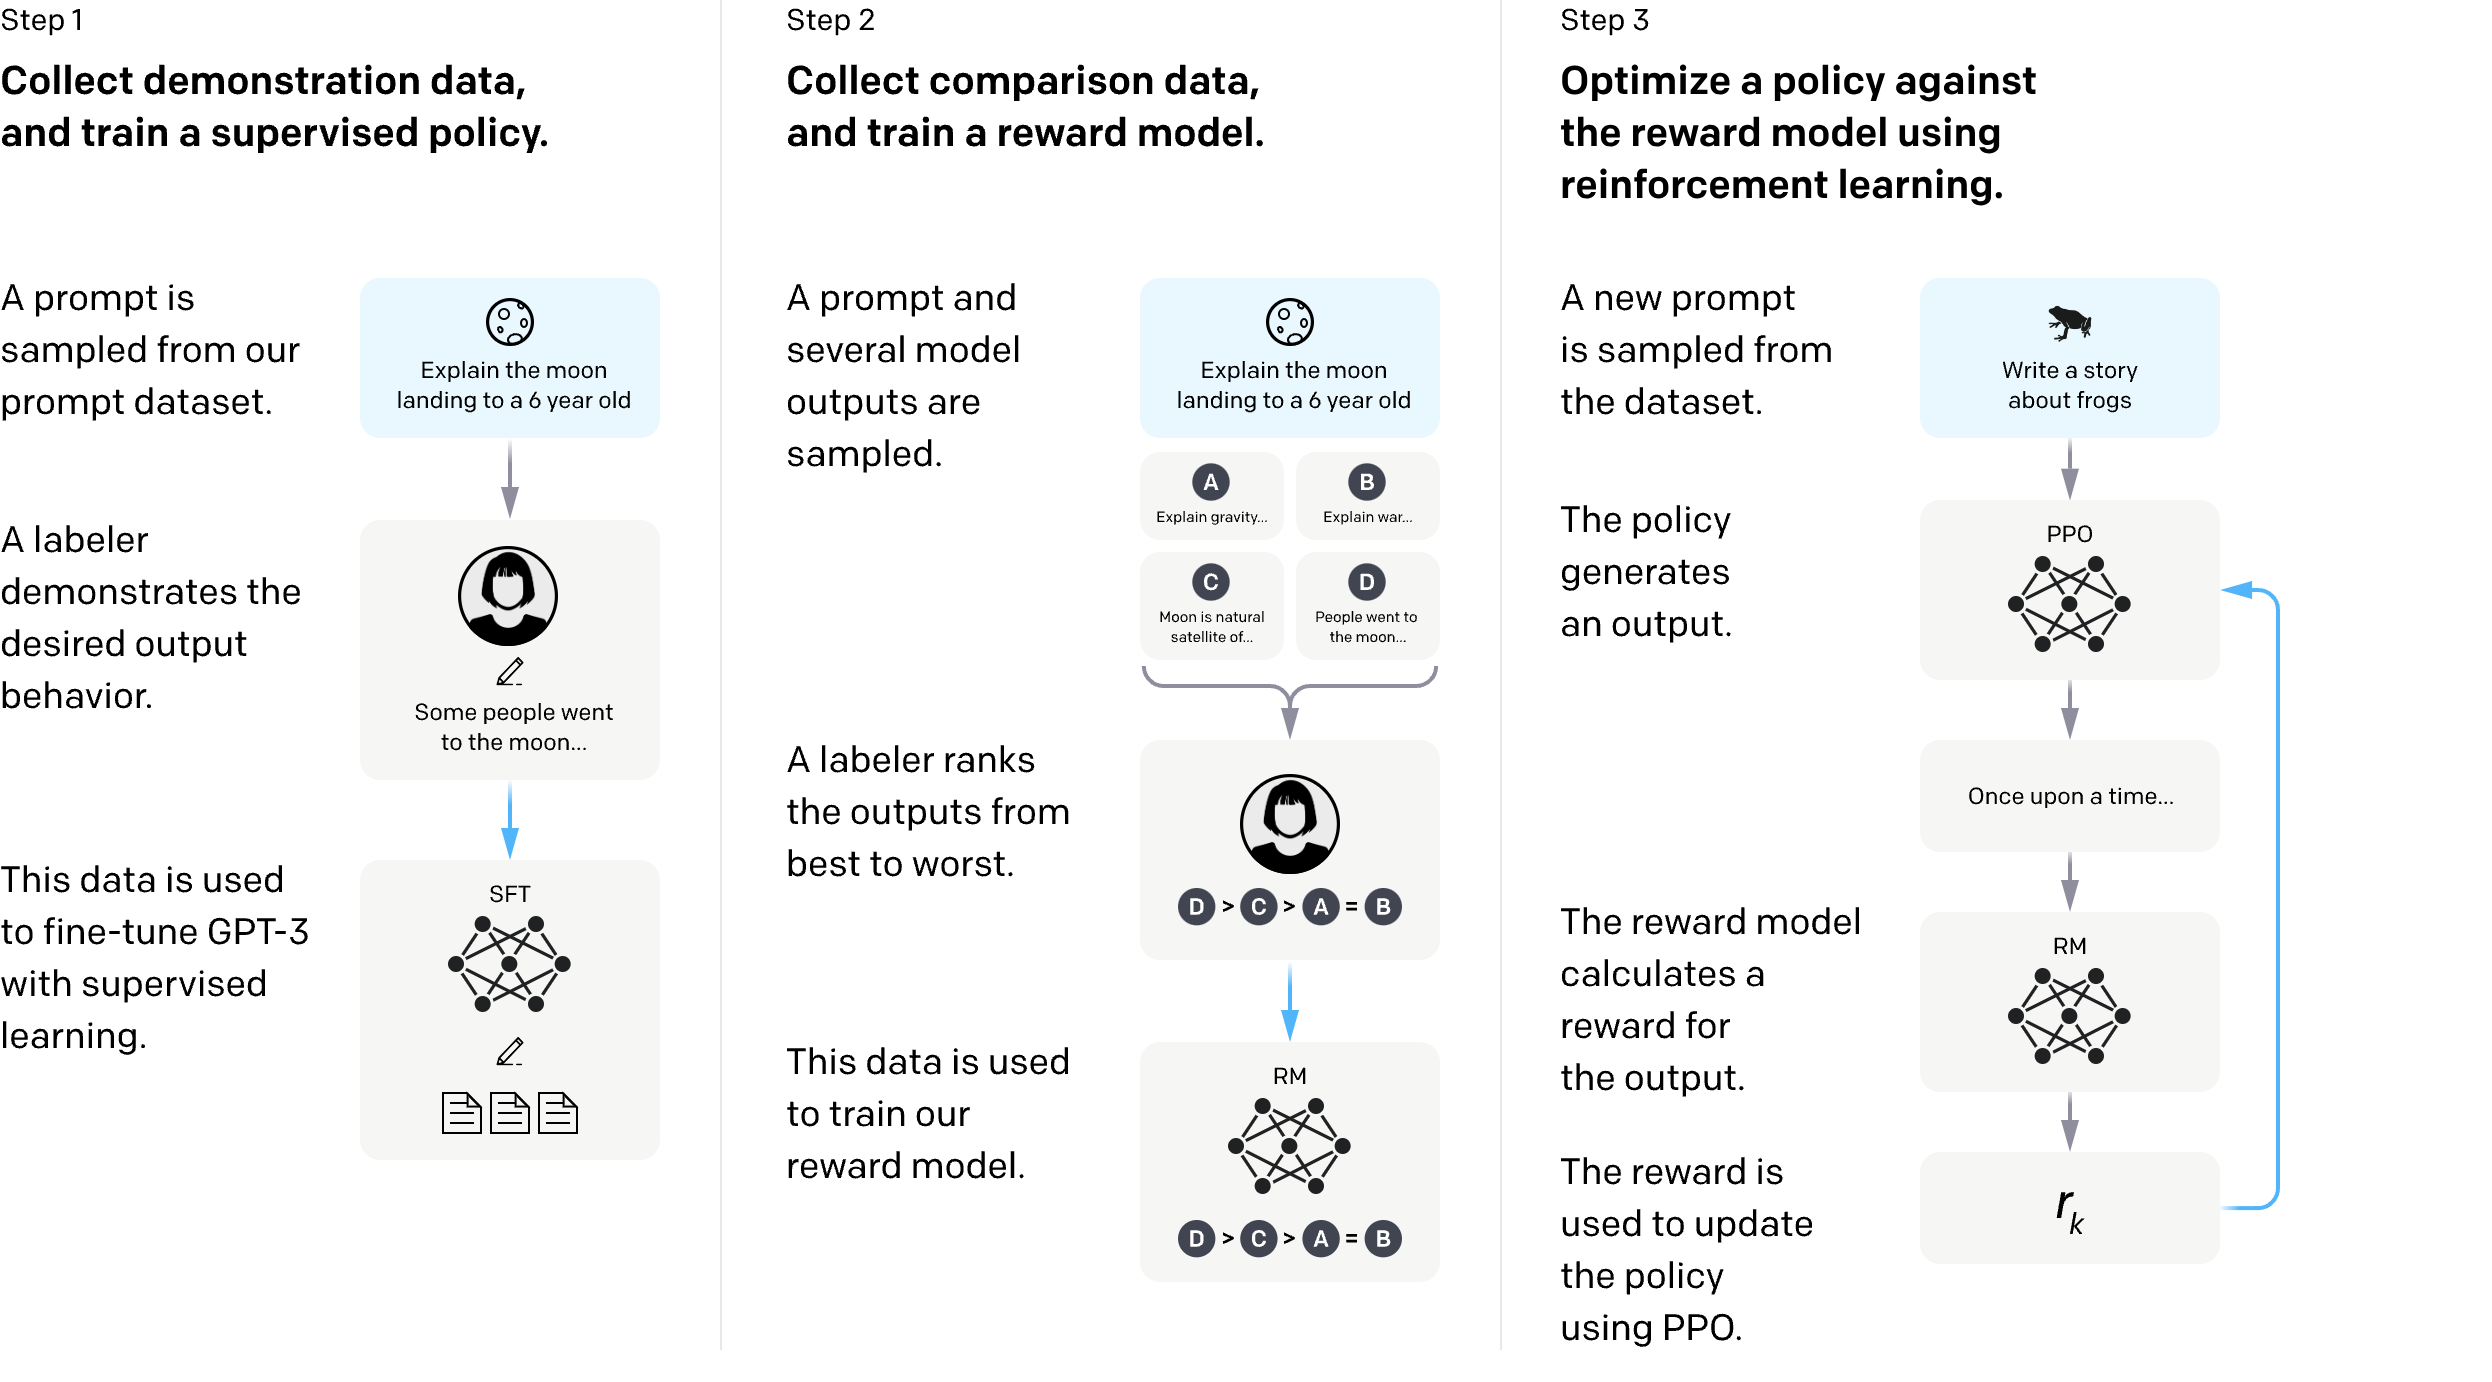 Step 1
Collect demonstration data,
and train a supervised policy.
A prompt is
sampled from our
prompt dataset.
Explain the moon
landing to a 6 year old
A labeler
demonstrates the
desired output
behavior.
Some people went
to the moon...
This data is used
to fine-tune GPT-3
with supervised
learning.
SFT
Step 2
Collect comparison data,
and train a reward model.
A prompt and
several model
outputs are
sampled.
Explain the moon
landing to a 6 year old
A
Explain gravity...
B
Explain war...
C
Moon is natural
satellite of...
D
People went to
the moon...
A labeler ranks
the outputs from
best to worst.
D > C > A = B
This data is used
to train our
reward model.
RM
D > C > A = B
Step 3
Optimize a policy against
the reward model using
reinforcement learning.
A new prompt
is sampled from
the dataset.
Write a story
about frogs
The policy
generates
an output.
PPO
Once upon a time...
The reward model
calculates a
reward for
the output.
RM
The reward is
used to update
the policy
using PPO.
r_k